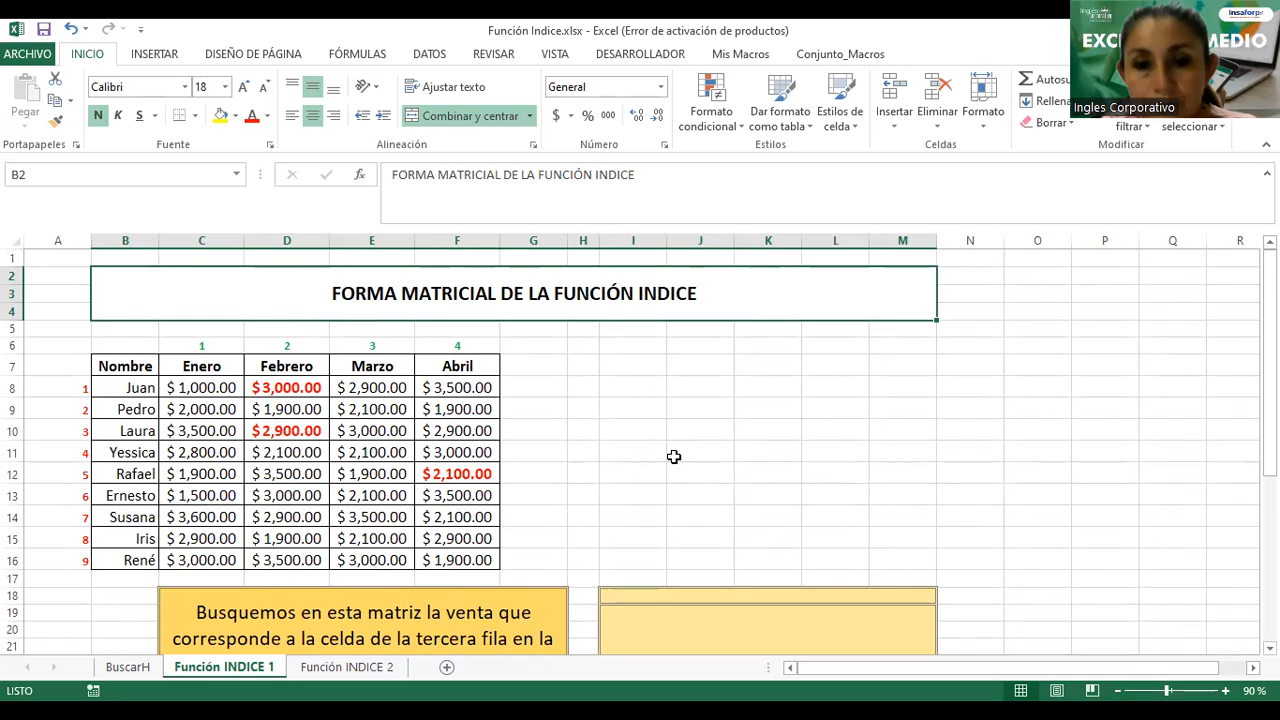 Función Indice.xlsx - Excel (Error de activación de productos)
ARCHIVO INICIO INSERTAR DISEÑO DE PÁGINA FÓRMULAS DATOS REVISAR VISTA DESARROLLADOR Mis Macros Conjunto_Macros
insaforp
MEDIO
Ingles Corporativo
Pegar
Calibri 18
N K S
Ajustar texto
Combinar y centrar
General
$ % 000
Formato condicional
Dar formato como tabla
Estilos de celda
Insertar Eliminar Formato
Borrar
filtrar seleccionar
Portapapeles Fuente Alineación Número Estilos Celdas Modificar
B2 fx FORMA MATRICIAL DE LA FUNCIÓN INDICE
A B C D E F G H I J K L M N O P Q R
1
2
3 FORMA MATRICIAL DE LA FUNCIÓN INDICE
4
5
6 1 2 3 4
7 Nombre Enero Febrero Marzo Abril
8 1 Juan $ 1,000.00 $ 3,000.00 $ 2,900.00 $ 3,500.00
9 2 Pedro $ 2,000.00 $ 1,900.00 $ 2,100.00 $ 1,900.00
10 3 Laura $ 3,500.00 $ 2,900.00 $ 3,000.00 $ 2,900.00
11 4 Yessica $ 2,800.00 $ 2,100.00 $ 2,100.00 $ 3,000.00
12 5 Rafael $ 1,900.00 $ 3,500.00 $ 1,900.00 $ 2,100.00
13 6 Ernesto $ 1,500.00 $ 3,000.00 $ 2,100.00 $ 3,500.00
14 7 Susana $ 3,600.00 $ 2,900.00 $ 3,500.00 $ 2,100.00
15 8 Iris $ 2,900.00 $ 1,900.00 $ 2,100.00 $ 2,900.00
16 9 René $ 3,000.00 $ 3,500.00 $ 3,000.00 $ 1,900.00
17
18
19 Busquemos en esta matriz la venta que
20
21 corresponde a la celda de la tercera fila en la
BuscarH Función INDICE 1 Función INDICE 2
LISTO 90 %